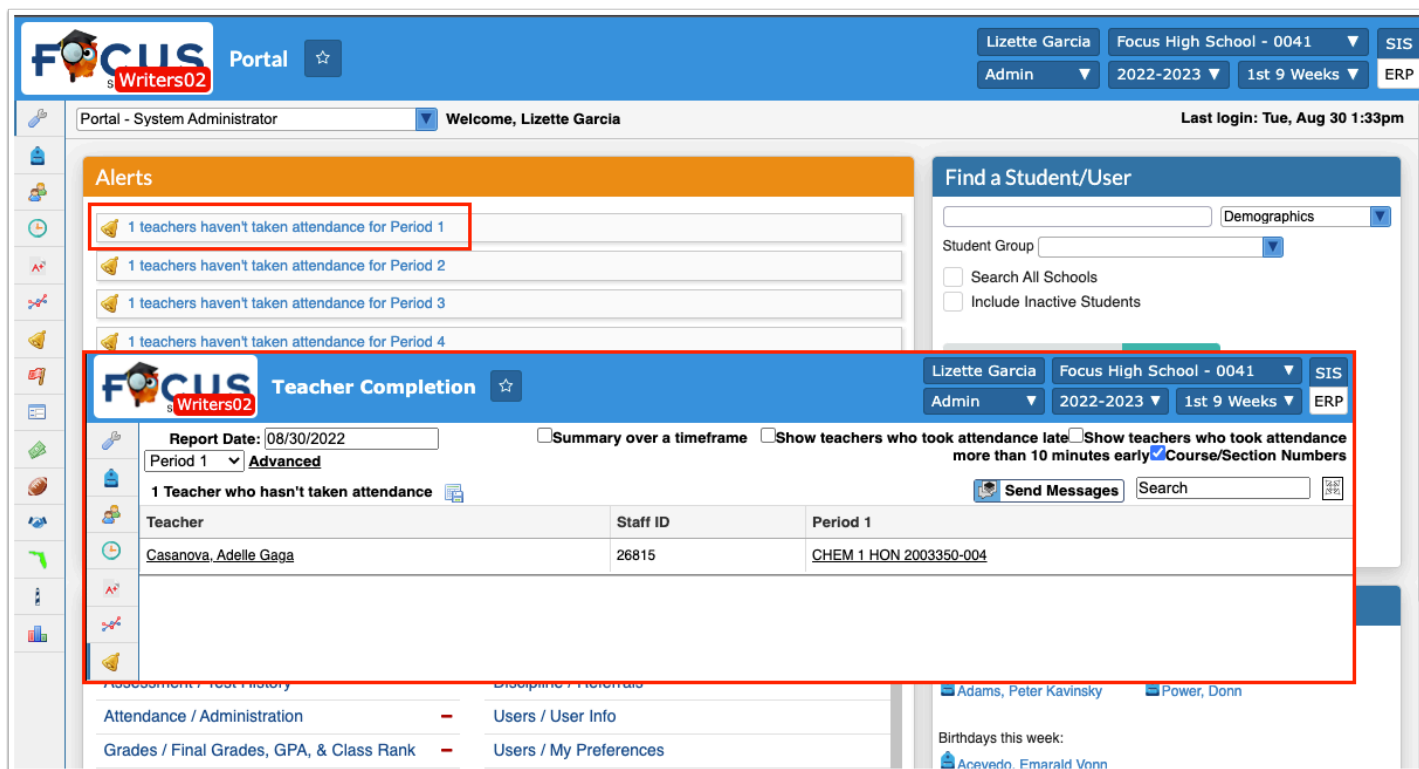 FOCUS
Writers02
Portal
Lizette Garcia
Focus High School - 0041
SIS
Admin
2022-2023
1st 9 Weeks
ERP
Portal - System Administrator
Welcome, Lizette Garcia
Last login: Tue, Aug 30 1:33pm
Alerts
1 teachers haven't taken attendance for Period 1
1 teachers haven't taken attendance for Period 2
1 teachers haven't taken attendance for Period 3
1 teachers haven't taken attendance for Period 4
Find a Student/User
Demographics
Student Group
Search All Schools
Include Inactive Students
FOCUS
Writers02
Teacher Completion
Lizette Garcia
Focus High School - 0041
SIS
Admin
2022-2023
1st 9 Weeks
ERP
Report Date: 08/30/2022
Summary over a timeframe Show teachers who took attendance late Show teachers who took attendance
more than 10 minutes early Course/Section Numbers
Period 1 Advanced
1 Teacher who hasn't taken attendance
Send Messages
Search
Teacher Staff ID Period 1
Casanova, Adelle Gaga 26815 CHEM 1 HON 2003350-004
Assessment / Test History
Discipline / Referrals
Attendance / Administration
Users / User Info
Grades / Final Grades, GPA, & Class Rank
Users / My Preferences
Adams, Peter Kavinsky
Power, Donn
Birthdays this week:
Acevedo, Emarald Vonn